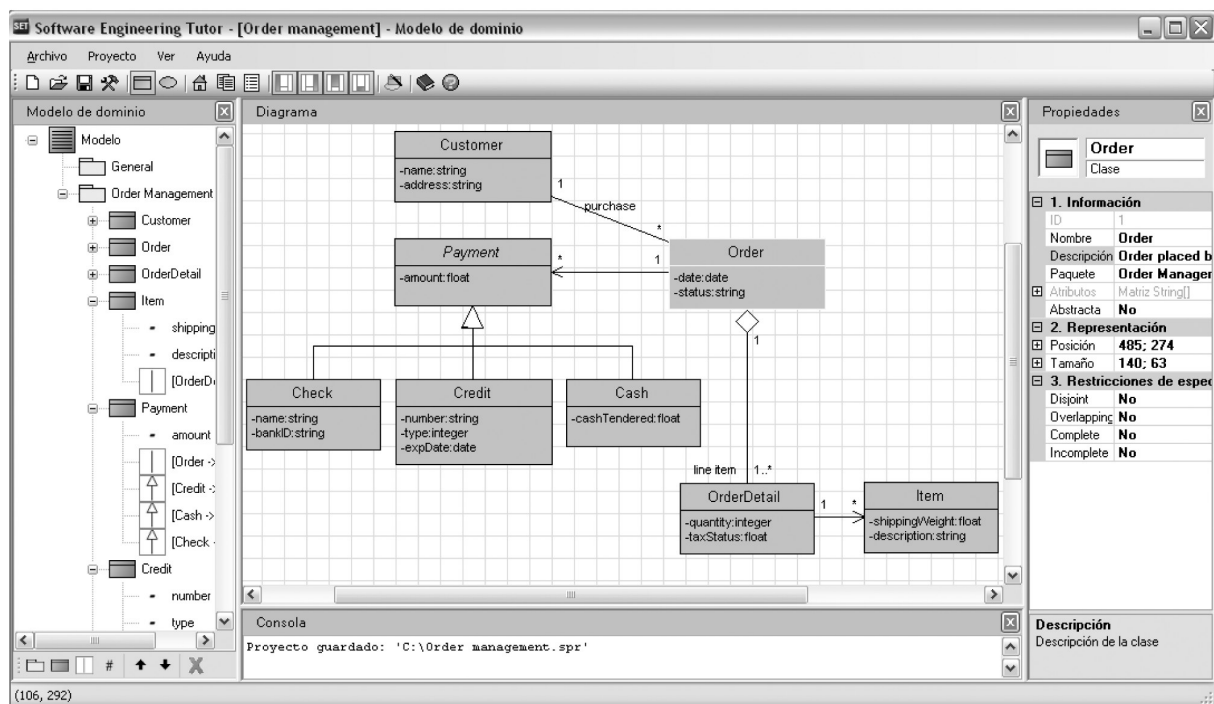 SET Software Engineering Tutor - [Order management] - Modelo de dominio
Archivo Proyecto Ver Ayuda
Modelo de dominio
Modelo
General
Order Management
Customer
Order
OrderDetail
Item
shipping
descripti
[OrderD
Payment
amount
[Order ->
[Credit -
[Cash ->
[Check -
Credit
number
type
#
(106, 292)
Diagrama
Customer
-name:string
-address:string
1
purchase
*
Payment
-amount:float
*
1
Order
-date:date
-status:string
1
Check
-name:string
-bankID:string
Credit
-number:string
-type:integer
-expDate:date
Cash
-cashTendered:float
line item
1..*
OrderDetail
-quantity:integer
-taxStatus:float
1
*
Item
-shippingWeight:float
-description:string
Consola
Proyecto guardado: 'C:\Order management.spr'
Propiedades
Order
Clase
1. Información
ID 1
Nombre Order
Descripción Order placed b
Paquete Order Manager
Atributos Matriz String[]
Abstracta No
2. Representación
Posición 485; 274
Tamaño 140; 63
3. Restricciones de espec
Disjoint No
Overlapping No
Complete No
Incomplete No
Descripción
Descripción de la clase